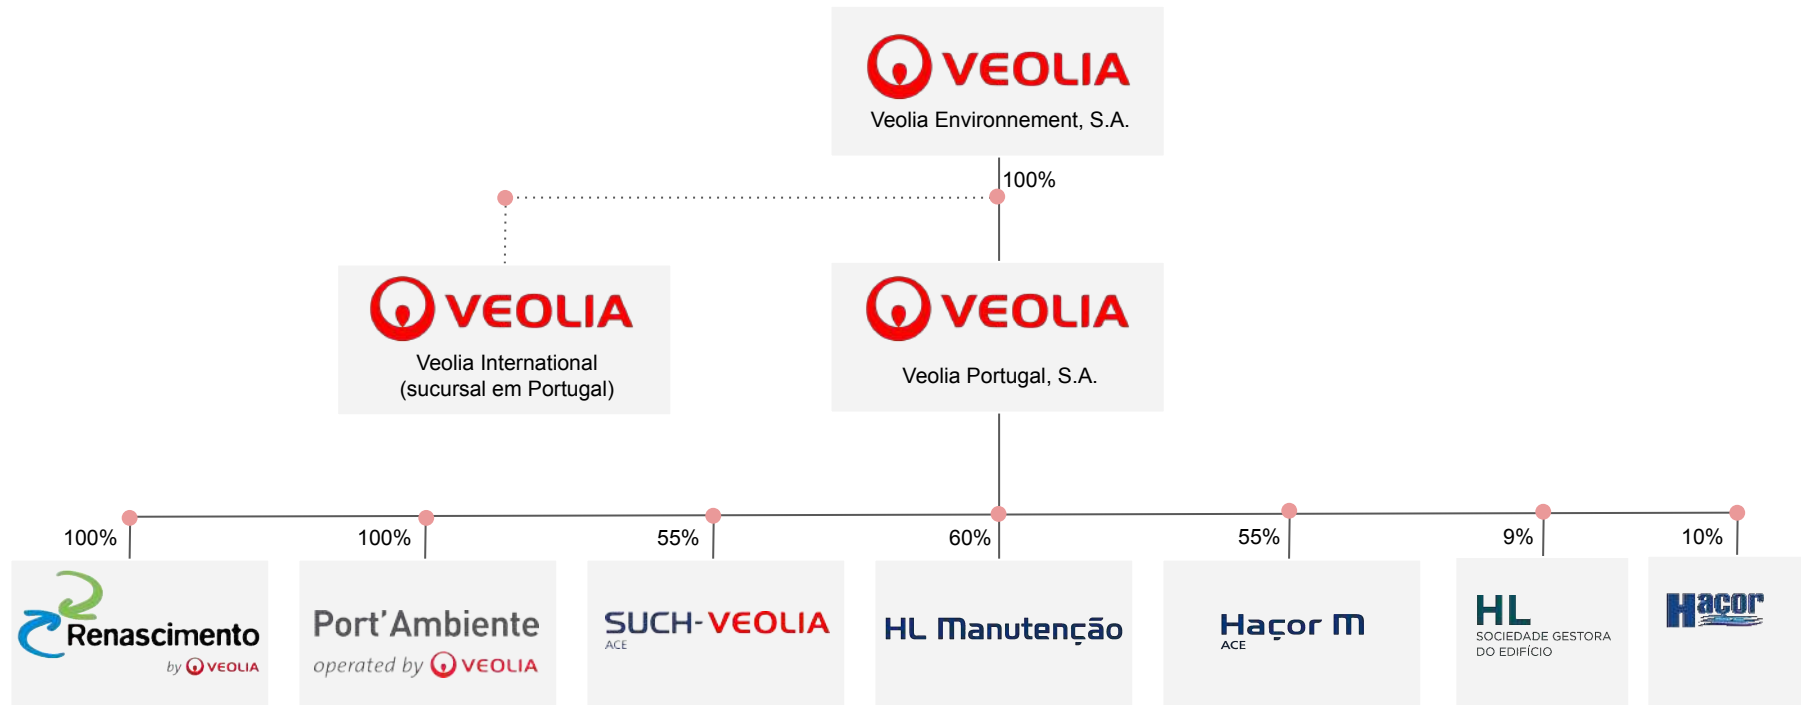 VEOLIA
Veolia Environnement, S.A.
100%
VEOLIA
Veolia International
(sucursal em Portugal)
VEOLIA
Veolia Portugal, S.A.
100%
100%
55%
60%
55%
9%
10%
Renascimento
by VEOLIA
Port'Ambiente
operated by VEOLIA
SUCH-VEOLIA
ACE
HL Manutenção
Haçor M
ACE
HL
SOCIEDADE GESTORA
DO EDIFÍCIO
Haçor